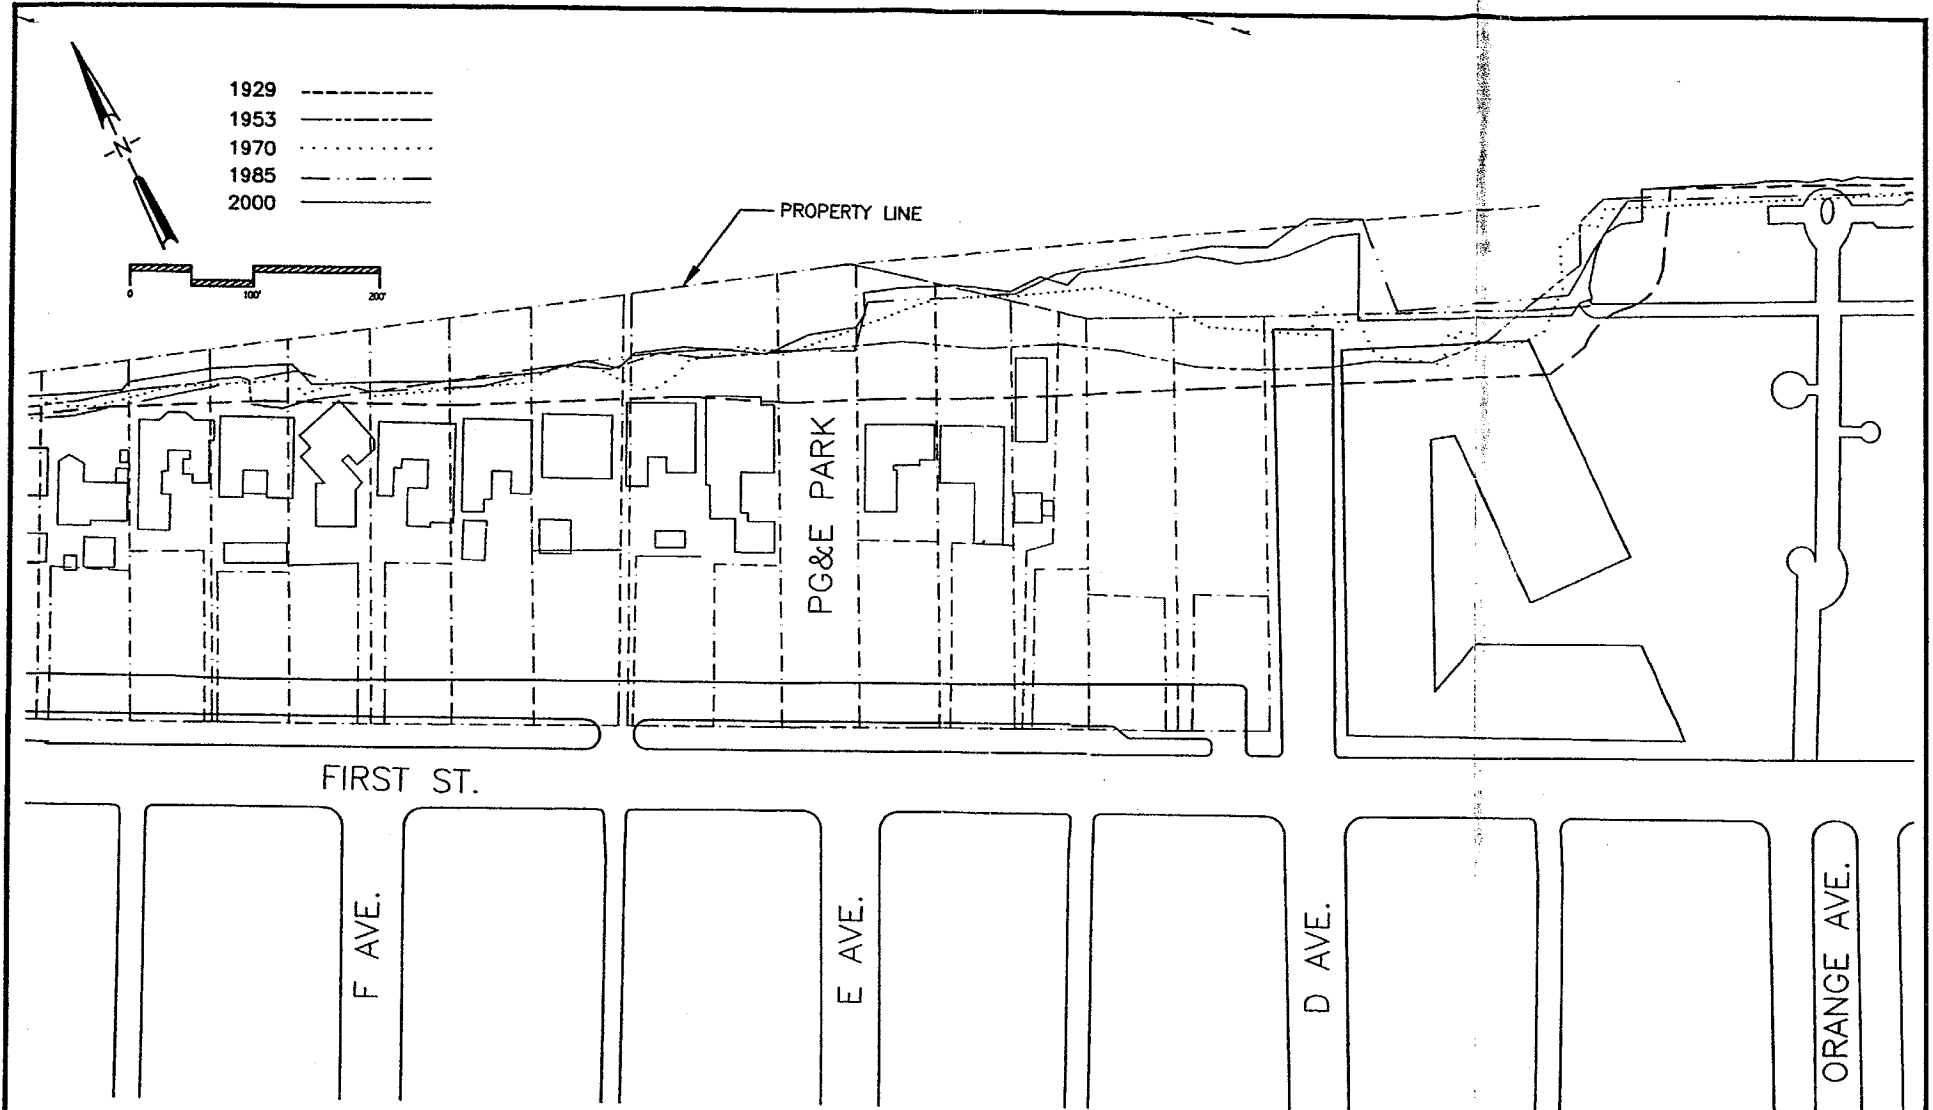 1929
1953
1970
1985
2000
N
0 100' 200'
PROPERTY LINE
PG&E PARK
FIRST ST.
F AVE.
E AVE.
D AVE.
ORANGE AVE.